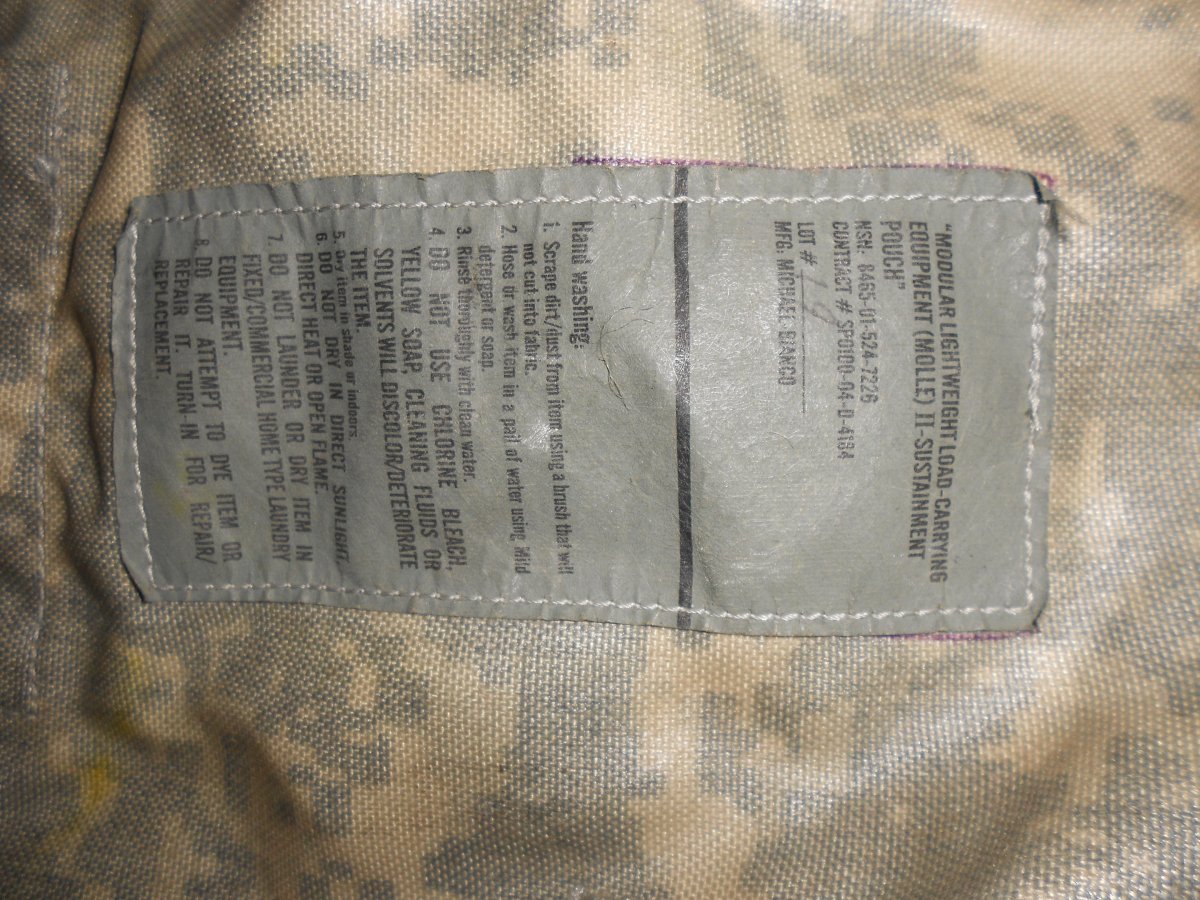 "MODULAR LIGHTWEIGHT LOAD-CARRYING
EQUIPMENT (MOLLE) II-SUSTAINMENT
POUCH"
NSN. 8465-01-524-7226
CONTRACT # SPO100-04-D-4184
LOT #
MFG. MICHAEL BIANCO
Hand washing:
1. Scrape dirt/lust from item using a brush that will
not cut into fabric.
2. Hose or wash item in a pail of water using Mild
detergent or soap.
3. Rinse thoroughly with clean water.
4. DO NOT USE CHLORINE BLEACH,
YELLOW SOAP, CLEANING FLUIDS OR
SOLVENTS WILL DISCOLOR/DETERIORATE
THE ITEM.
5. Dry item in shade or indoors.
6. DO NOT DRY IN DIRECT SUNLIGHT,
DIRECT HEAT OR OPEN FLAME.
7. DO NOT LAUNDER OR DRY ITEM IN
FIXED/COMMERCIAL HOME TYPE LAUNDRY
EQUIPMENT.
8. DO NOT ATTEMPT TO DYE ITEM OR
REPAIR IT. TURN IN FOR REPAIR/
REPLACEMENT.